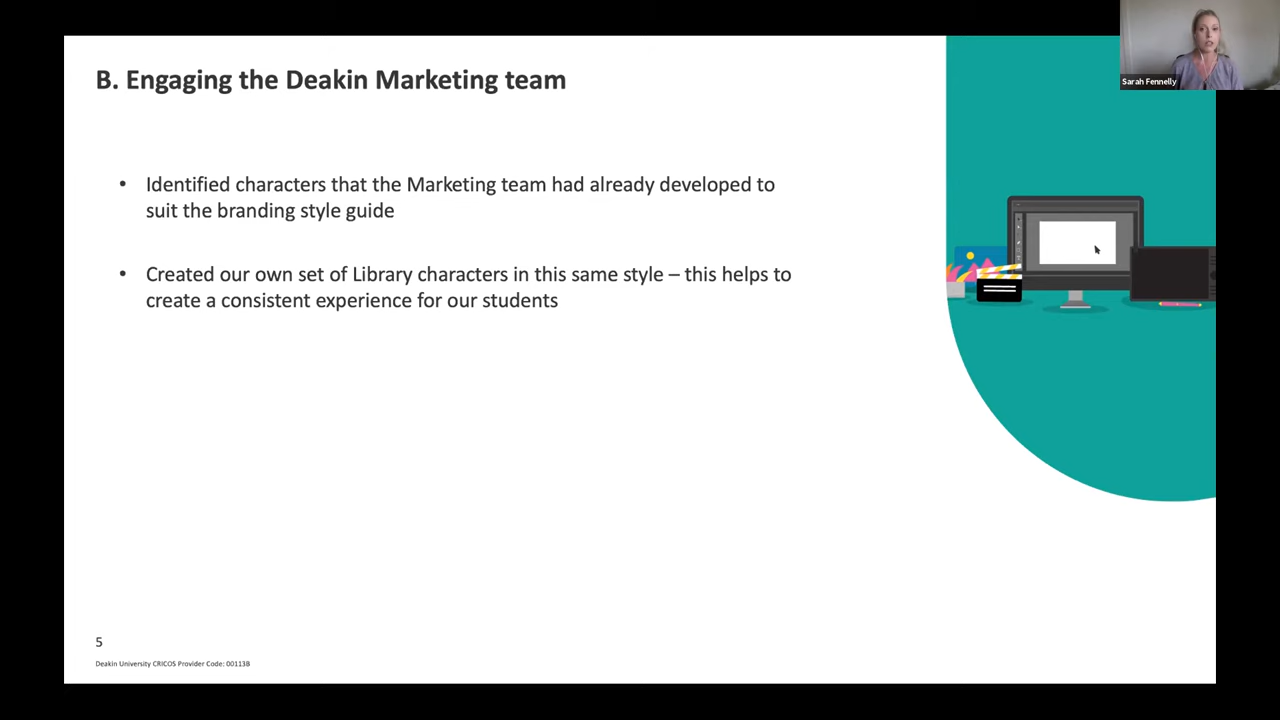 B. Engaging the Deakin Marketing team
Sarah Fennelly
• Identified characters that the Marketing team had already developed to
suit the branding style guide
• Created our own set of Library characters in this same style – this helps to
create a consistent experience for our students
5
Deakin University CRICOS Provider Code: 00113B